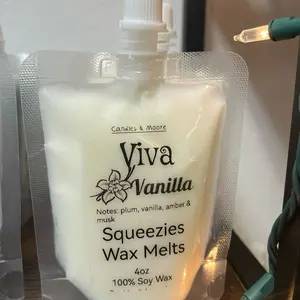 Candles & Moore
Viva
Vanilla
Notes: plum, vanilla, amber &
musk
Squeezies
Wax Melts
4oz
100% Soy Wax